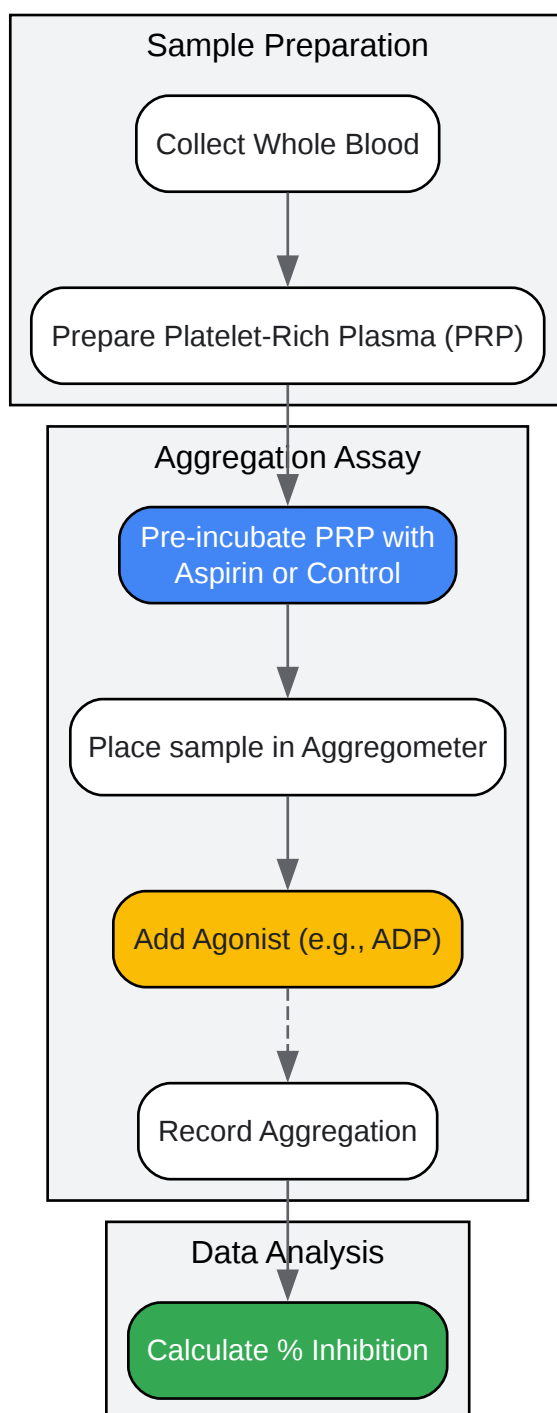 Sample Preparation
Collect Whole Blood
Prepare Platelet-Rich Plasma (PRP)
Aggregation Assay
Pre-incubate PRP with
Aspirin or Control
Place sample in Aggregometer
Add Agonist (e.g., ADP)
Record Aggregation
Data Analysis
Calculate % Inhibition